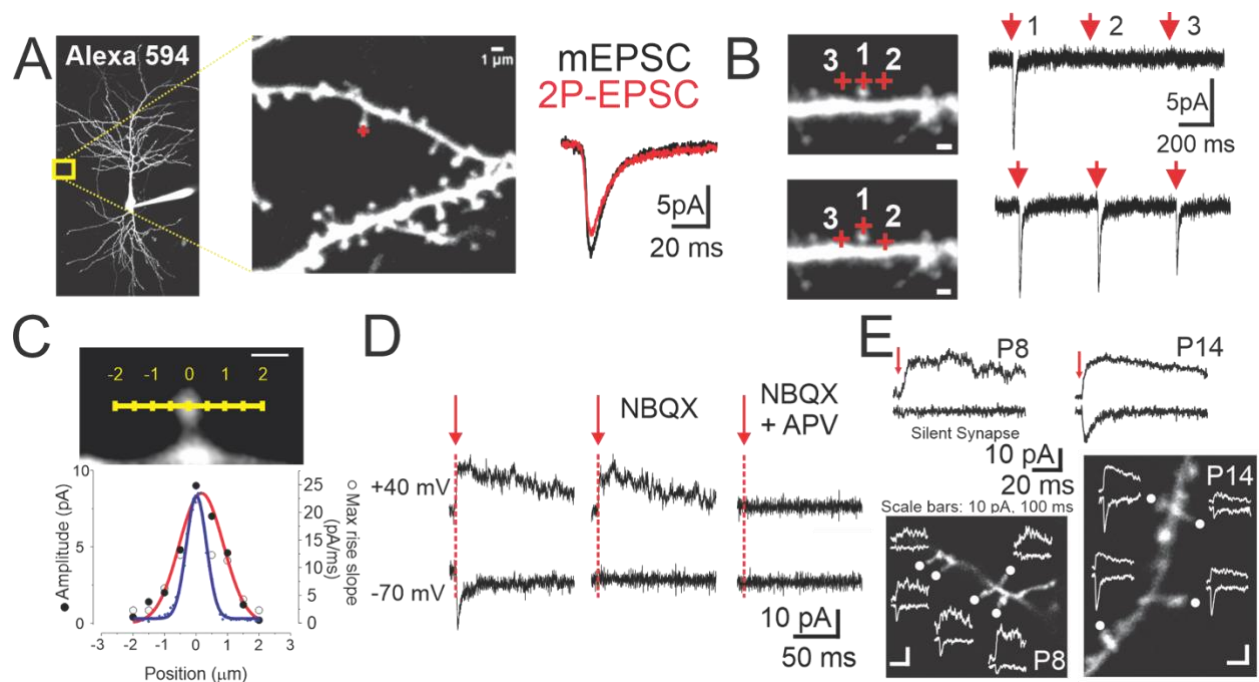 A
Alexa 594
1 µm
mEPSC
2P-EPSC
5pA
20 ms
B
3 1 2
3 1 2
1 2 3
5pA
200 ms
C
-2 -1 0 1 2
10
5
0
● Amplitude (pA)
25
20
15
10
5
0
○ Max rise slope
(pA/ms)
-3 -2 -1 0 1 2 3
Position (µm)
D
NBQX
NBQX
+ APV
+40 mV
-70 mV
10 pA
50 ms
E
P8
P14
Silent Synapse
10 pA
20 ms
Scale bars: 10 pA, 100 ms
P8
P14